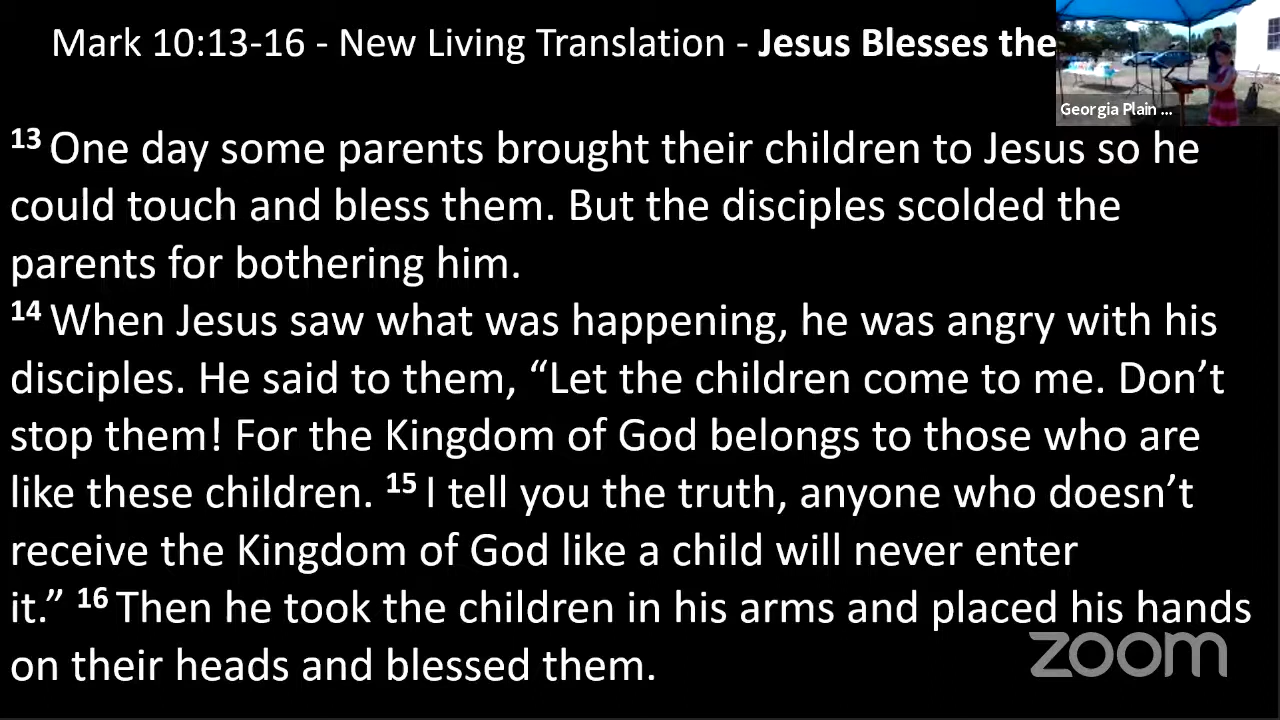 Mark 10:13-16 - New Living Translation - Jesus Blesses the
Georgia Plain ...
13 One day some parents brought their children to Jesus so he
could touch and bless them. But the disciples scolded the
parents for bothering him.
14 When Jesus saw what was happening, he was angry with his
disciples. He said to them, “Let the children come to me. Don’t
stop them! For the Kingdom of God belongs to those who are
like these children. 15 I tell you the truth, anyone who doesn’t
receive the Kingdom of God like a child will never enter
it.” 16 Then he took the children in his arms and placed his hands
on their heads and blessed them.
zoom